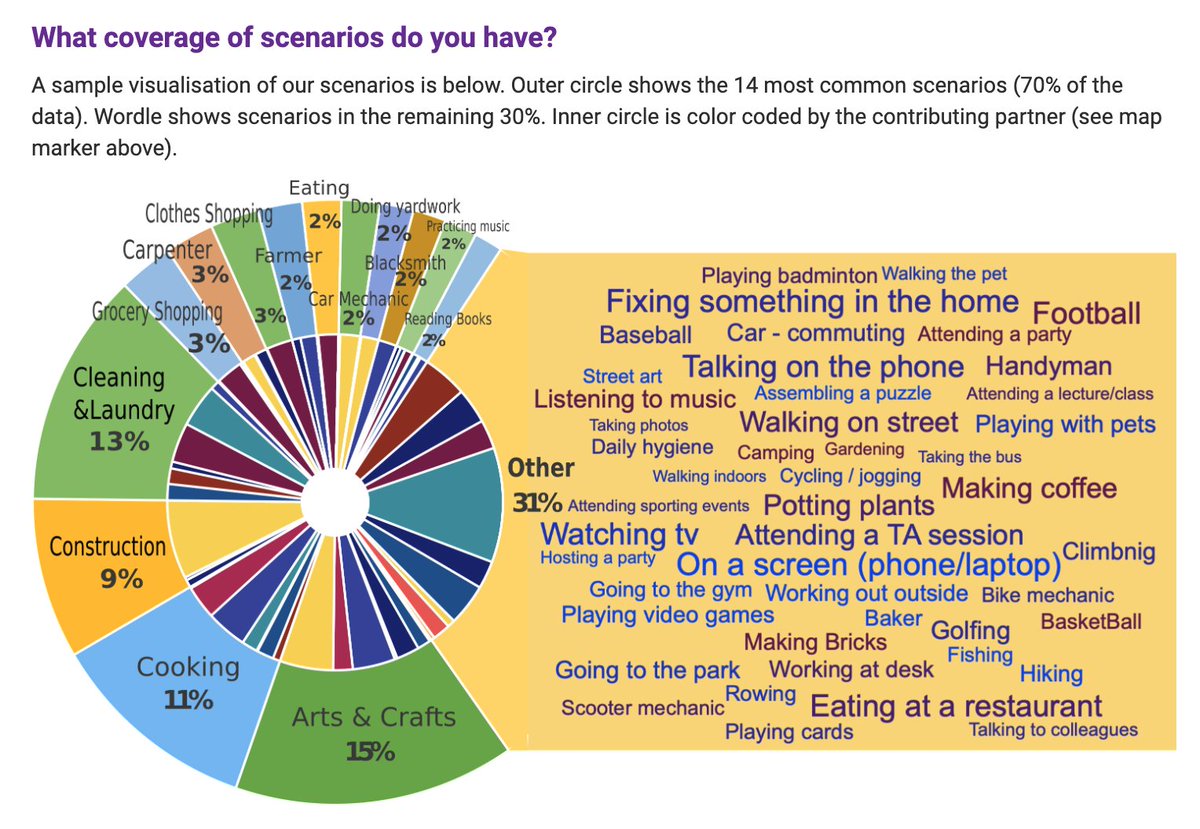 What coverage of scenarios do you have?
A sample visualisation of our scenarios is below. Outer circle shows the 14 most common scenarios (70% of the
data). Wordle shows scenarios in the remaining 30%. Inner circle is color coded by the contributing partner (see map
marker above).
Eating
2%
Clothes Shopping
3%
Doing yardwork
2%
Practicing music
2%
Carpenter
3%
Farmer
2%
Blacksmith
2%
Car Mechanic
2%
Grocery Shopping
3%
Reading Books
2%
Cleaning
&Laundry
13%
Construction
9%
Cooking
11%
Arts & Crafts
15%
Other
31%
Playing badminton Walking the pet
Fixing something in the home Football
Baseball Car - commuting Attending a party
Talking on the phone Handyman
Street art Assembling a puzzle Attending a lecture/class
Listening to music
Taking photos Walking on street Playing with pets
Daily hygiene Camping Gardening Taking the bus
Walking indoors Cycling / jogging Making coffee
Attending sporting events Potting plants
Watching tv Attending a TA session
Hosting a party On a screen (phone/laptop) Climbnig
Going to the gym Working out outside Bike mechanic
Playing video games Baker Golfing BasketBall
Making Bricks Fishing
Going to the park Working at desk Hiking
Scooter mechanic Rowing Eating at a restaurant
Playing cards Talking to colleagues